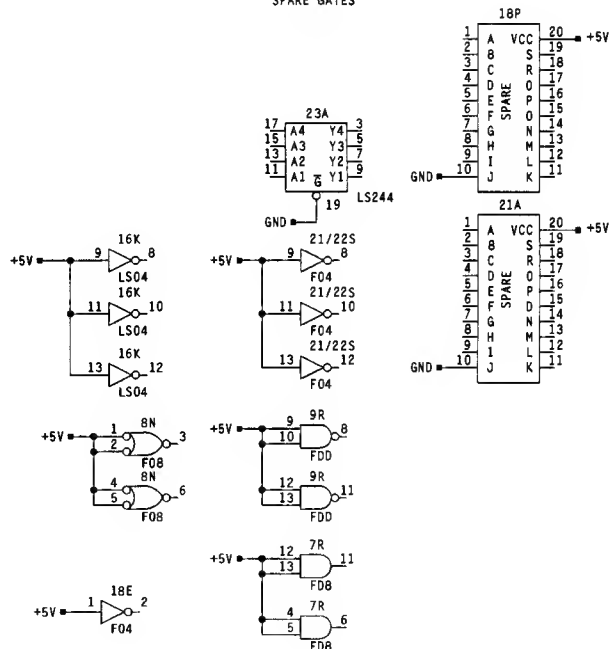 SPARE GATES
18P
1 A VCC 20 +5V
2 B S 19
3 C R 18
4 D O 17
5 E P 16
6 F O 15
7 G N 14
8 H M 13
9 I L 12
GND 10 J K 11
SPARE
23A
17 A4 Y4 3
15 A3 Y3 5
13 A2 Y2 7
11 A1 Y1 9
G
19
LS244
GND
21A
1 A VCC 20 +5V
2 B S 19
3 C R 18
4 D O 17
5 E P 16
6 F D 15
7 G N 14
8 H M 13
9 I L 12
GND 10 J K 11
SPARE
16K
+5V 9 8
LS04
16K
11 10
LS04
16K
13 12
LS04
21/22S
+5V 9 8
F04
21/22S
11 10
F04
21/22S
13 12
F04
8N
+5V 1 3
2
F08
8N
4 6
5
F08
9R
+5V 9 8
10
FDD
9R
12 11
13
FDD
7R
+5V 12 11
13
FD8
7R
4 6
5
FD8
18E
+5V 1 2
F04